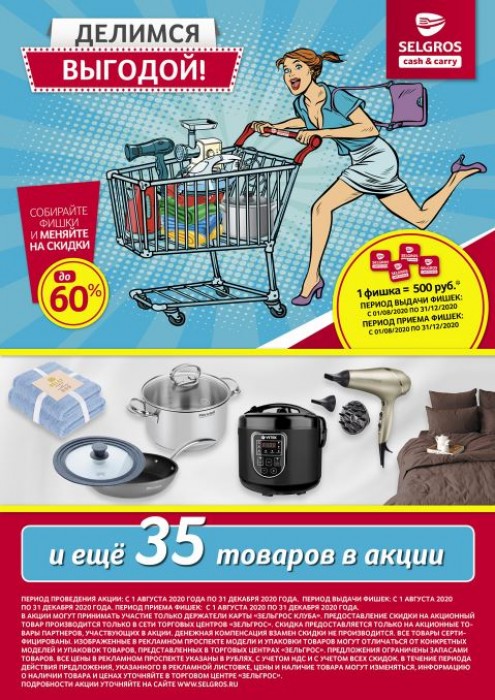 ДЕЛИМСЯ
ВЫГОДОЙ!
SELGROS
cash & carry
СОБИРАЙТЕ
ФИШКИ
И МЕНЯЙТЕ
НА СКИДКИ
до
60%
1 фишка = 500 руб.*
ПЕРИОД ВЫДАЧИ ФИШЕК:
С 01/08/2020 ПО 31/12/2020
ПЕРИОД ПРИЕМА ФИШЕК:
С 01/08/2020 ПО 31/12/2020
и ещё 35 товаров в акции
ПЕРИОД ПРОВЕДЕНИЯ АКЦИИ: С 1 АВГУСТА 2020 ГОДА ПО 31 ДЕКАБРЯ 2020 ГОДА. ПЕРИОД ВЫДАЧИ ФИШЕК: С 1 АВГУСТА 2020
ПО 31 ДЕКАБРЯ 2020 ГОДА. ПЕРИОД ПРИЕМА ФИШЕК: С 1 АВГУСТА 2020 ПО 31 ДЕКАБРЯ 2020 ГОДА.
В АКЦИИ МОГУТ ПРИНИМАТЬ УЧАСТИЕ ТОЛЬКО ДЕРЖАТЕЛИ КАРТЫ «ЗЕЛЬГРОС КЛУБА». ПРЕДОСТАВЛЕНИЕ СКИДКИ НА АКЦИОННЫЙ
ТОВАР ПРОИЗВОДИТСЯ ТОЛЬКО В СЕТИ ТОРГОВЫХ ЦЕНТРОВ «ЗЕЛЬГРОС». СКИДКА ПРЕДОСТАВЛЯЕТСЯ ТОЛЬКО НА АКЦИОННЫЕ ТО-
ВАРЫ ПАРТНЕРОВ, УЧАСТВУЮЩИХ В АКЦИИ. ДЕНЕЖНАЯ КОМПЕНСАЦИЯ ВЗАМЕН СКИДКИ НЕ ПРОИЗВОДИТСЯ. ВСЕ ТОВАРЫ СЕРТИ-
ФИЦИРОВАНЫ. ИЗОБРАЖЕННЫЕ В РЕКЛАМНОМ ПРОСПЕКТЕ МОДЕЛИ И УПАКОВКИ ТОВАРОВ МОГУТ ОТЛИЧАТЬСЯ ОТ КОНКРЕТНЫХ
МОДЕЛЕЙ И УПАКОВОК ТОВАРОВ, ПРЕДСТАВЛЕННЫХ В ТОРГОВЫХ ЦЕНТРАХ «ЗЕЛЬГРОС». ПРЕДЛОЖЕНИЯ ОГРАНИЧЕНЫ ЗАПАСАМИ
ТОВАРОВ. ВСЕ ЦЕНЫ В РЕКЛАМНОМ ПРОСПЕКТЕ УКАЗАНЫ В РУБЛЯХ, С УЧЕТОМ НДС И С УЧЕТОМ ВСЕХ СКИДОК. В ТЕЧЕНИЕ ПЕРИОДА
ДЕЙСТВИЯ ПРЕДЛОЖЕНИЯ, УКАЗАННОГО В РЕКЛАМНОЙ ЛИСТОВКЕ, ЦЕНЫ И НАЛИЧИЕ ТОВАРА МОГУТ ИЗМЕНЯТЬСЯ, ИНФОРМАЦИЮ
О НАЛИЧИИ ТОВАРА И ЦЕНАХ УТОЧНЯЙТЕ В ТОРГОВОМ ЦЕНТРЕ «ЗЕЛЬГРОС».
ПОДРОБНОСТИ АКЦИИ УТОЧНЯЙТЕ НА САЙТЕ WWW.SELGROS.RU